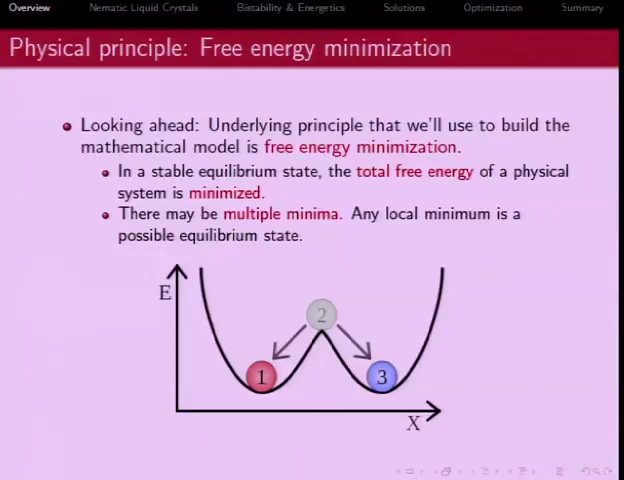 Overview Nematic Liquid Crystals Bistability & Energetics Solutions Optimization Summary
Physical principle: Free energy minimization
Looking ahead: Underlying principle that we'll use to build the
mathematical model is free energy minimization.
In a stable equilibrium state, the total free energy of a physical
system is minimized.
There may be multiple minima. Any local minimum is a
possible equilibrium state.
E
2
1
3
X